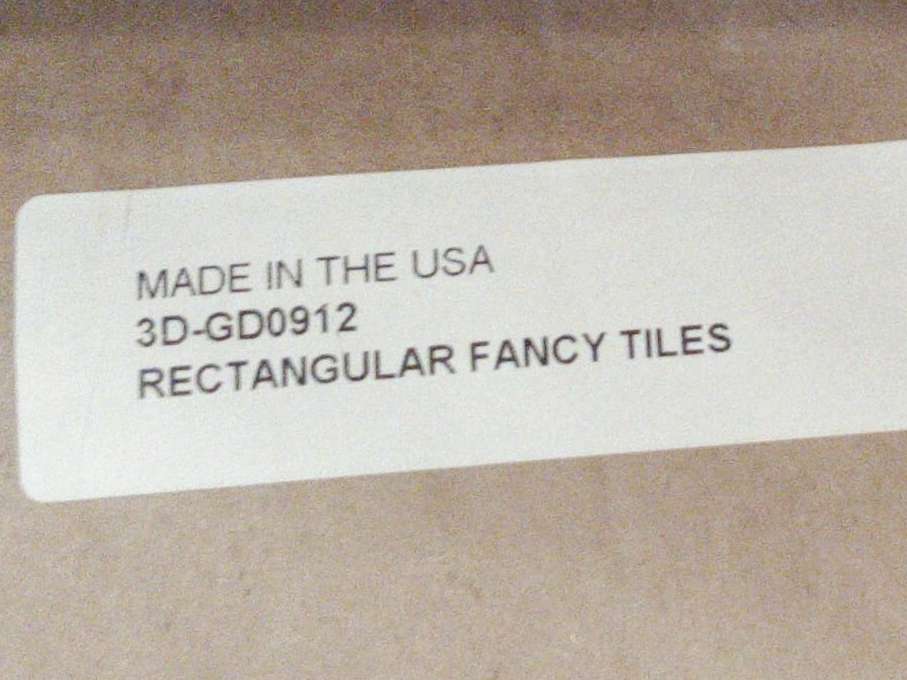 MADE IN THE USA
3D-GD0912
RECTANGULAR FANCY TILES